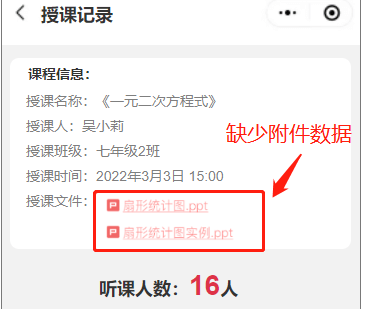 授课记录
课程信息：
授课名称：《一元二次方程式》
授课人：吴小莉
授课班级：七年级2班
缺少附件数据
授课时间：2022年3月3日 15:00
授课文件：
扇形统计图.ppt
扇形统计图实例.ppt
听课人数：16人